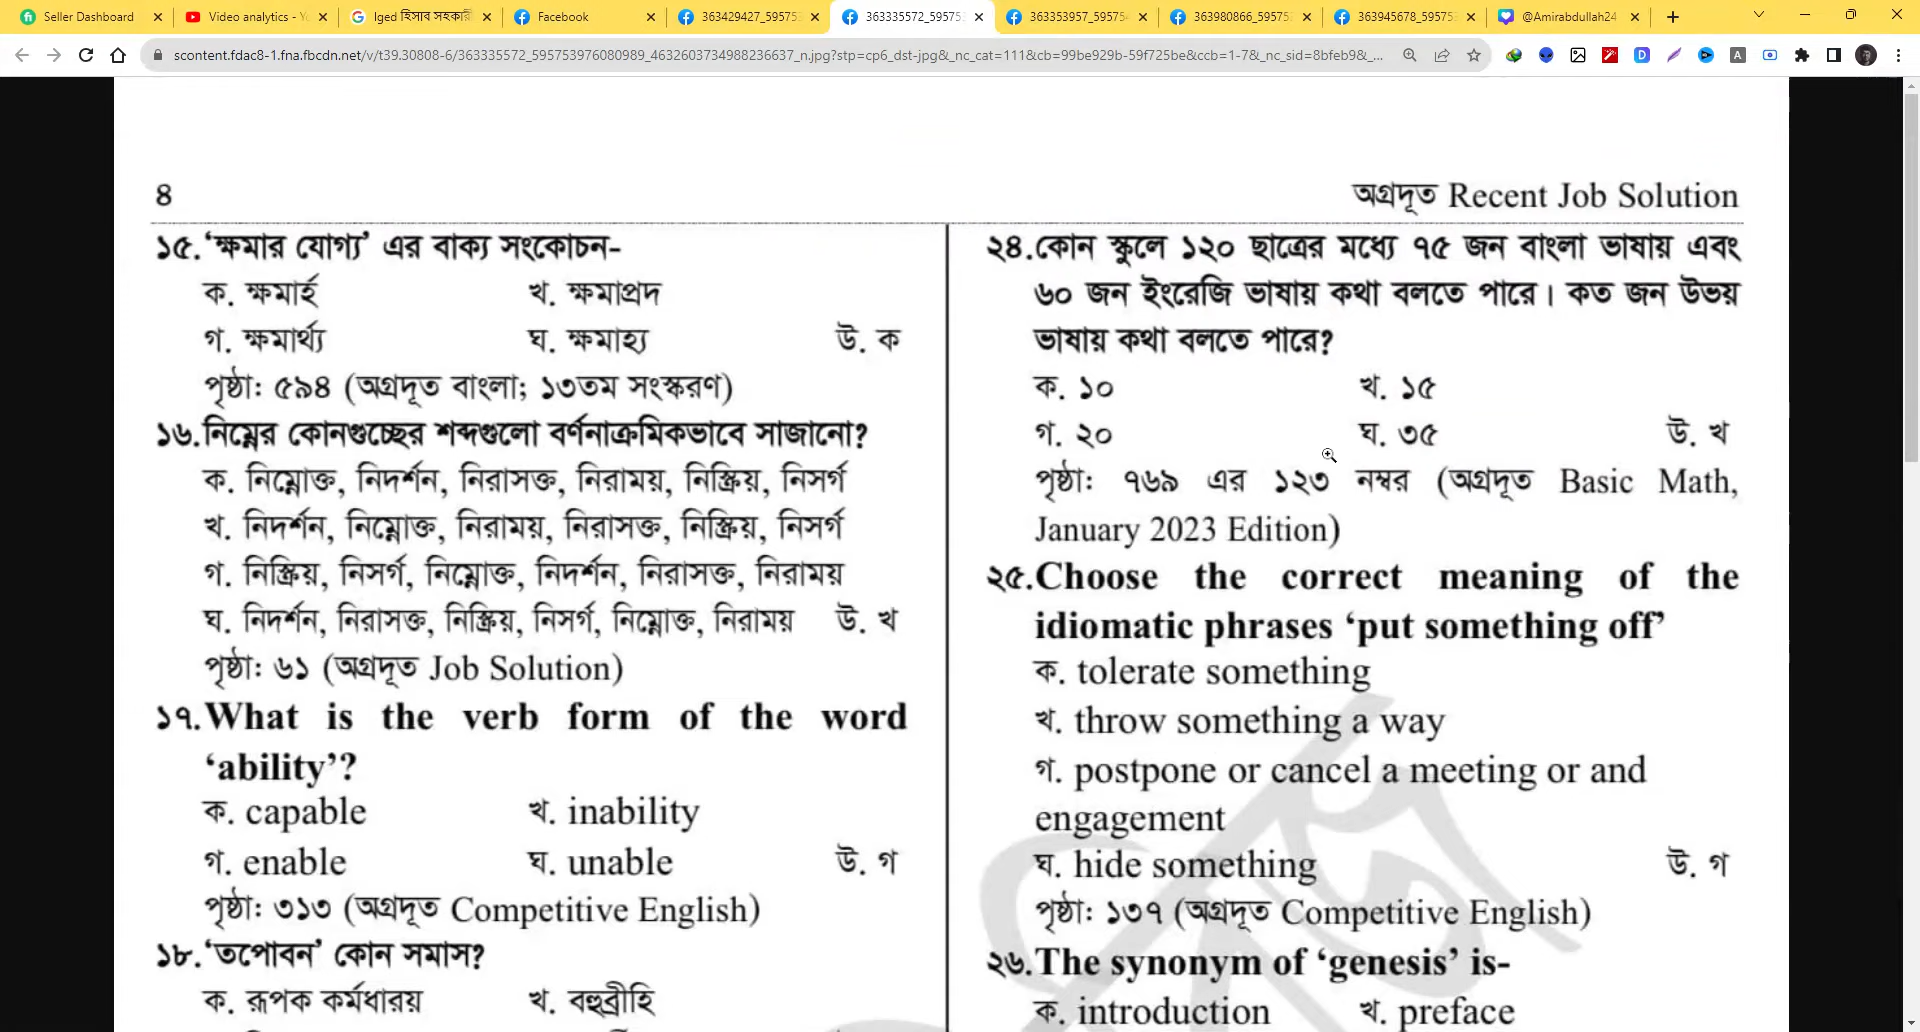 Seller Dashboard
Video analytics - Yo
Iged হিসাব সহকারী
Facebook
363429427_59575
363335572_59575
363353957_59575
363980866_59575
363945678_59575
@Amirabdullah24
scontent.fdac8-1.fna.fbcdn.net/v/t39.30808-6/363335572_595753976080989_4632603734988236637_n.jpg?stp=cp6_dst-jpg&_nc_cat=111&cb=99be929b-59f725be&ccb=1-7&_nc_sid=8bfeb9&_...
৪
অগ্রদূত Recent Job Solution
১৫. ‘ক্ষমার যোগ্য’ এর বাক্য সংকোচন-
ক. ক্ষমার্হ খ. ক্ষমাপ্রদ
গ. ক্ষমার্থ্য ঘ. ক্ষমাহ্য উ. ক
পৃষ্ঠা: ৫৯৪ (অগ্রদূত বাংলা; ১৩তম সংস্করণ)
১৬. নিম্নের কোনগুচ্ছের শব্দগুলো বর্ণনাক্রমিকভাবে সাজানো?
ক. নিম্নোক্ত, নিদর্শন, নিরাসক্ত, নিরাময়, নিষ্ক্রিয়, নিসর্গ
খ. নিদর্শন, নিম্নোক্ত, নিরাময়, নিরাসক্ত, নিষ্ক্রিয়, নিসর্গ
গ. নিষ্ক্রিয়, নিসর্গ, নিম্নোক্ত, নিদর্শন, নিরাসক্ত, নিরাময়
ঘ. নিদর্শন, নিরাসক্ত, নিষ্ক্রিয়, নিসর্গ, নিম্নোক্ত, নিরাময় উ. খ
পৃষ্ঠা: ৬১ (অগ্রদূত Job Solution)
১৭. What is the verb form of the word
‘ability’?
ক. capable খ. inability
গ. enable ঘ. unable উ. গ
পৃষ্ঠা: ৩১৩ (অগ্রদূত Competitive English)
১৮. ‘তপোবন’ কোন সমাস?
ক. রূপক কর্মধারয় খ. বহুব্রীহি
২৪. কোন স্কুলে ১২০ ছাত্রের মধ্যে ৭৫ জন বাংলা ভাষায় এবং
৬০ জন ইংরেজি ভাষায় কথা বলতে পারে। কত জন উভয়
ভাষায় কথা বলতে পারে?
ক. ১০ খ. ১৫
গ. ২০ ঘ. ৩৫ উ. খ
পৃষ্ঠা: ৭৬৯ এর ১২৩ নম্বর (অগ্রদূত Basic Math,
January 2023 Edition)
২৫. Choose the correct meaning of the
idiomatic phrases ‘put something off’
ক. tolerate something
খ. throw something a way
গ. postpone or cancel a meeting or and
engagement
ঘ. hide something উ. গ
পৃষ্ঠা: ১৩৭ (অগ্রদূত Competitive English)
২৬. The synonym of ‘genesis’ is-
ক. introduction খ. preface